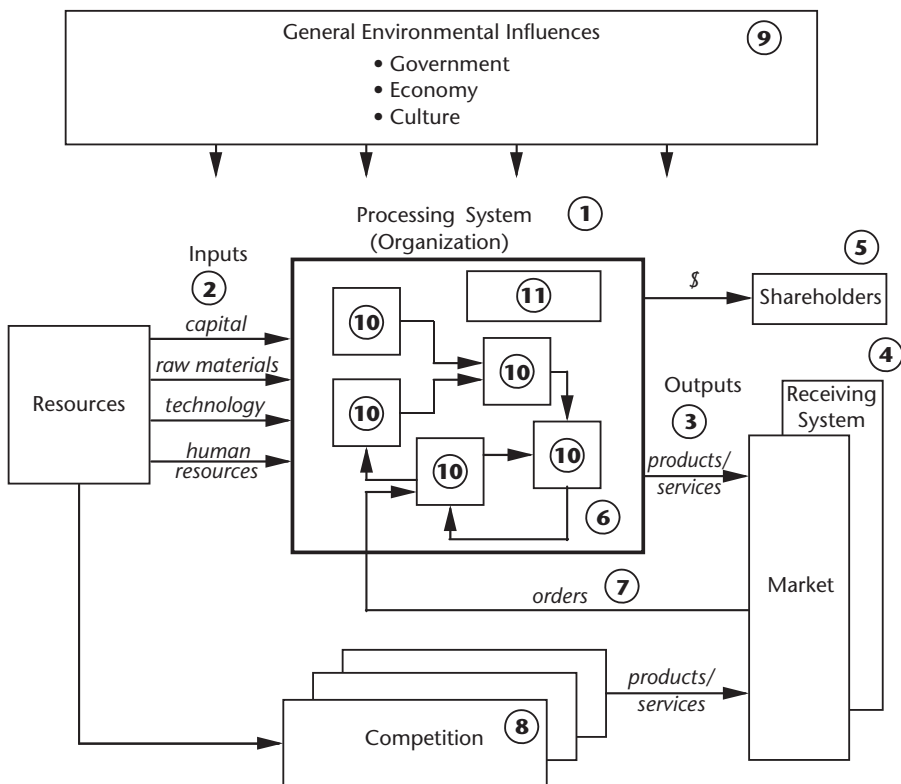 General Environmental Influences
9
• Government
• Economy
• Culture
Processing System
(Organization)
1
Inputs
2
5
$
Shareholders
11
10
10
capital
raw materials
technology
human
resources
Resources
10
10
10
6
4
Outputs
3
Receiving
System
products/
services
Market
orders
7
products/
services
Competition
8